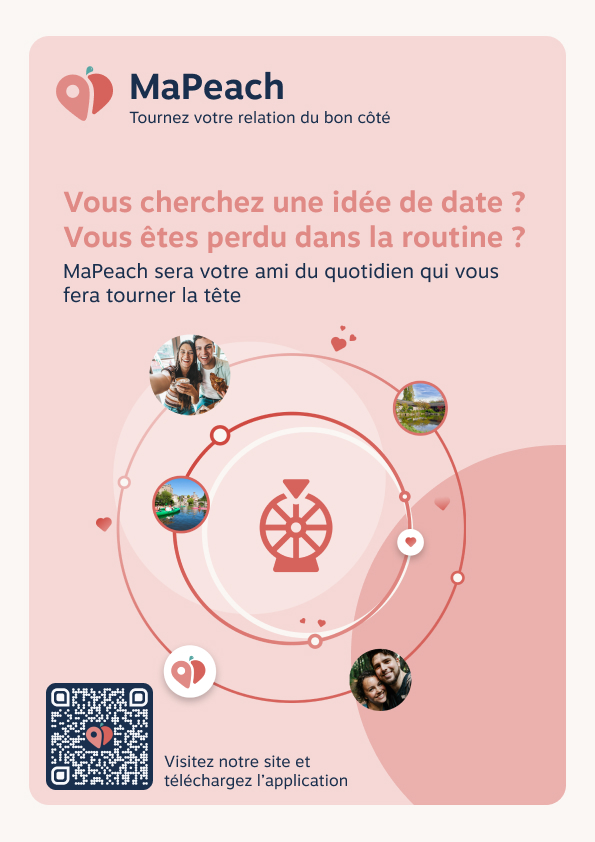 MaPeach
Tournez votre relation du bon côté
Vous cherchez une idée de date ?
Vous êtes perdu dans la routine ?
MaPeach sera votre ami du quotidien qui vous
fera tourner la tête
Visitez notre site et
téléchargez l'application